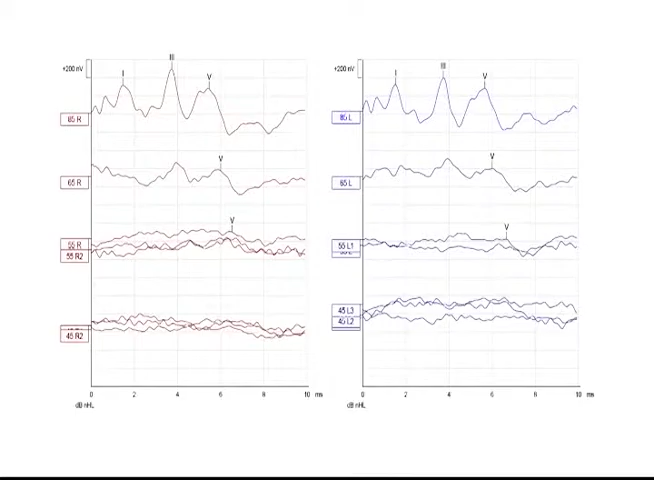 +200 nV
I
III
V
85 R
V
65 R
V
55 R
55 R2
45 R2
0 2 4 6 8 10 ms
dB nHL
+200 nV
I
III
V
85 L
V
65 L
V
55 L1
45 L3
45 L2
0 2 4 6 8 10 ms
dB nHL